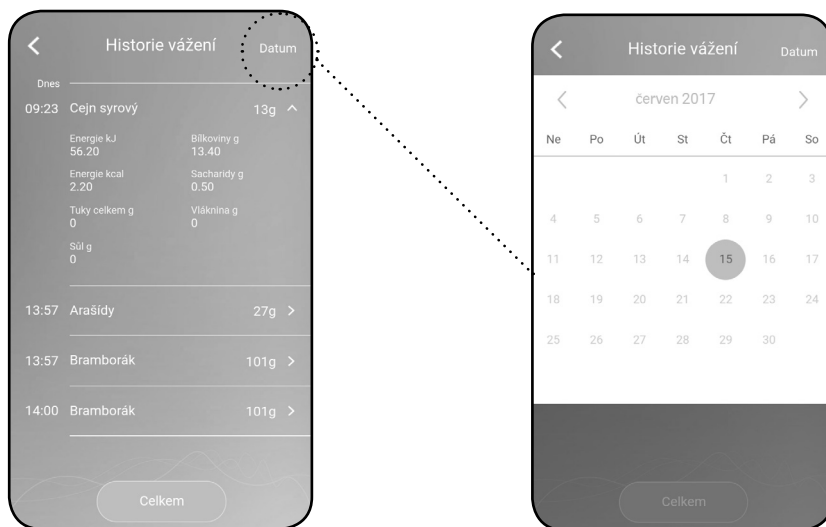 Historie vážení Datum
Dnes
09:23 Cejn syrový 13g
Energie kJ Bílkoviny g
56.20 13.40
Energie kcal Sacharidy g
2.20 0.50
Tuky celkem g Vláknina g
0 0
Sůl g
0
13:57 Arašídy 27g
13:57 Bramborák 101g
14:00 Bramborák 101g
Celkem
Historie vážení Datum
červen 2017
Ne Po Út St Čt Pá So
1 2 3
4 5 6 7 8 9 10
11 12 13 14 15 16 17
18 19 20 21 22 23 24
25 26 27 28 29 30
Celkem